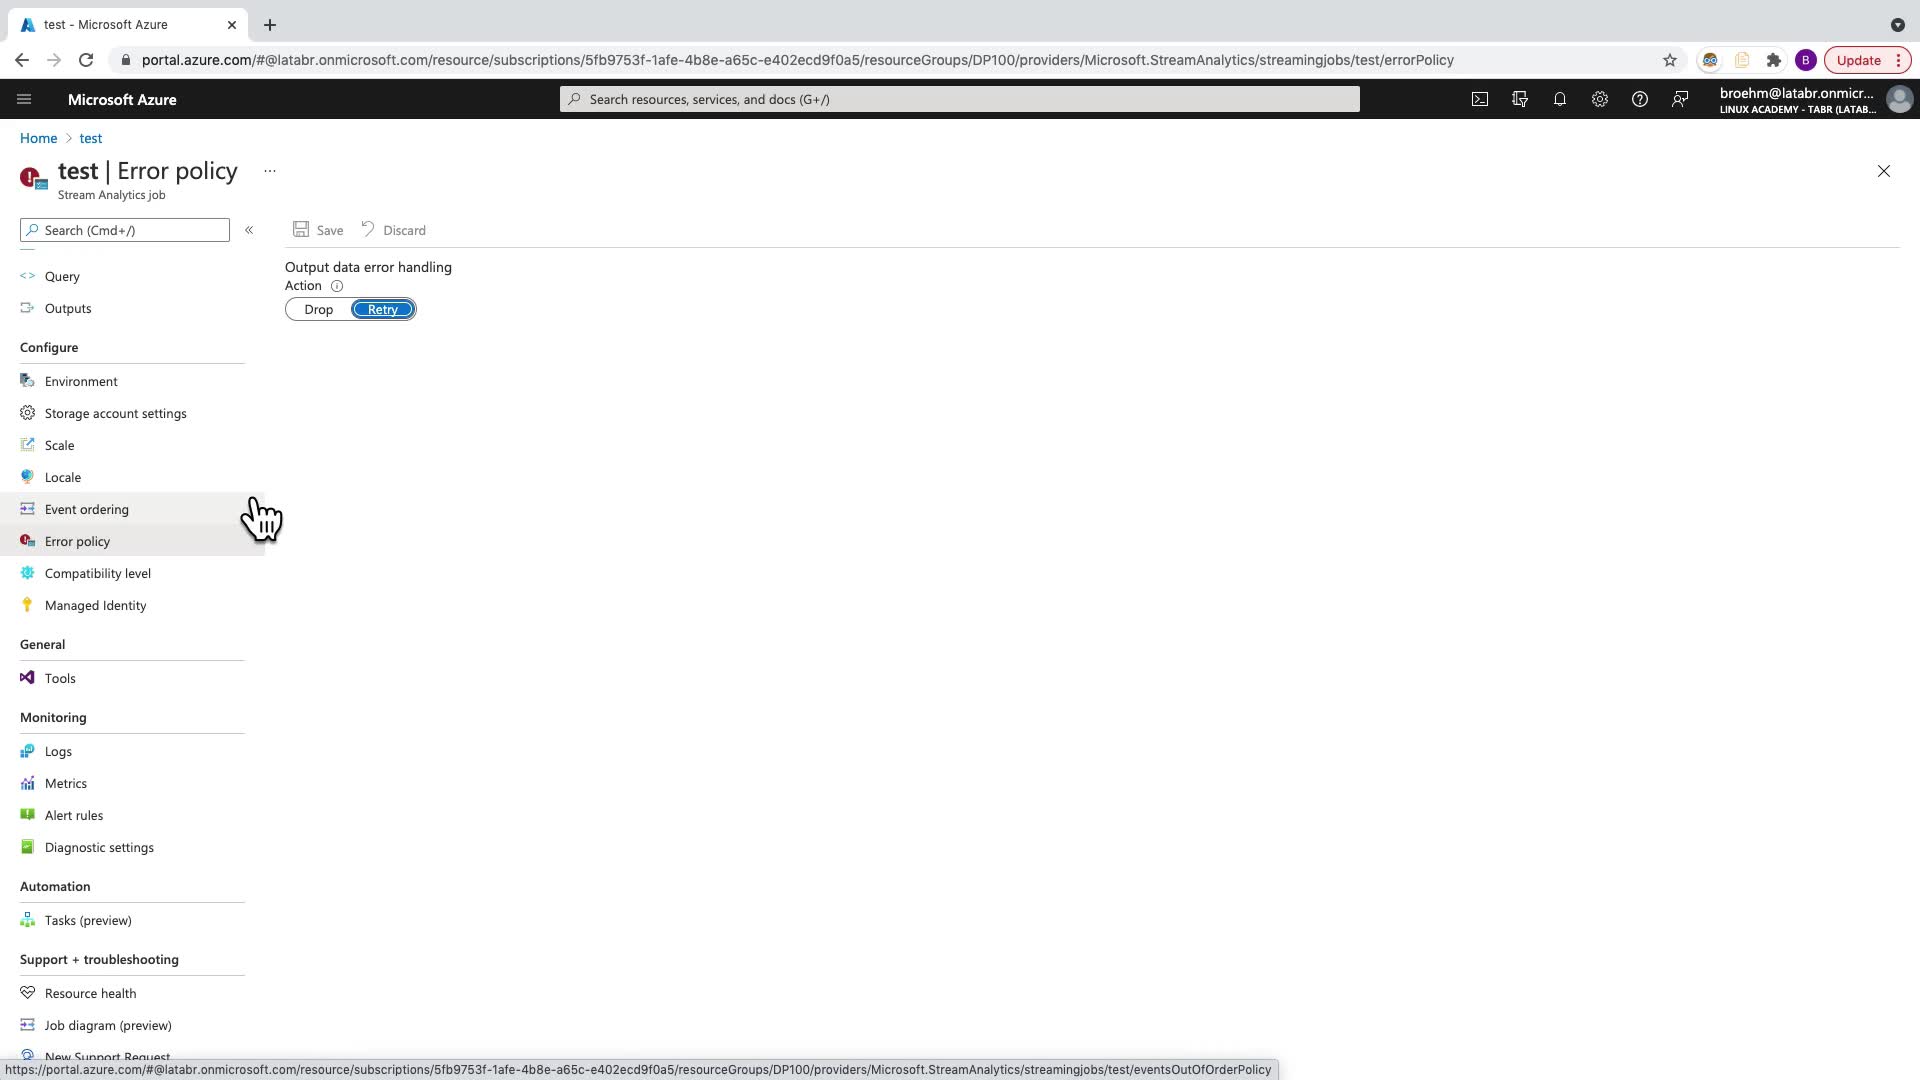 test - Microsoft Azure
portal.azure.com/#@latabr.onmicrosoft.com/resource/subscriptions/5fb9753f-1afe-4b8e-a65c-e402ecd9f0a5/resourceGroups/DP100/providers/Microsoft.StreamAnalytics/streamingjobs/test/errorPolicy
B
Update
Microsoft Azure
Search resources, services, and docs (G+/)
broehm@latabr.onmicr...
LINUX ACADEMY - TABR (LATAB...
Home > test
test | Error policy ...
Stream Analytics job
Search (Cmd+/)
«
Save
Discard
Output data error handling
Action
Drop
Retry
Query
Outputs
Configure
Environment
Storage account settings
Scale
Locale
Event ordering
Error policy
Compatibility level
Managed Identity
General
Tools
Monitoring
Logs
Metrics
Alert rules
Diagnostic settings
Automation
Tasks (preview)
Support + troubleshooting
Resource health
Job diagram (preview)
New Support Request
https://portal.azure.com/#@latabr.onmicrosoft.com/resource/subscriptions/5fb9753f-1afe-4b8e-a65c-e402ecd9f0a5/resourceGroups/DP100/providers/Microsoft.StreamAnalytics/streamingjobs/test/eventsOutOfOrderPolicy